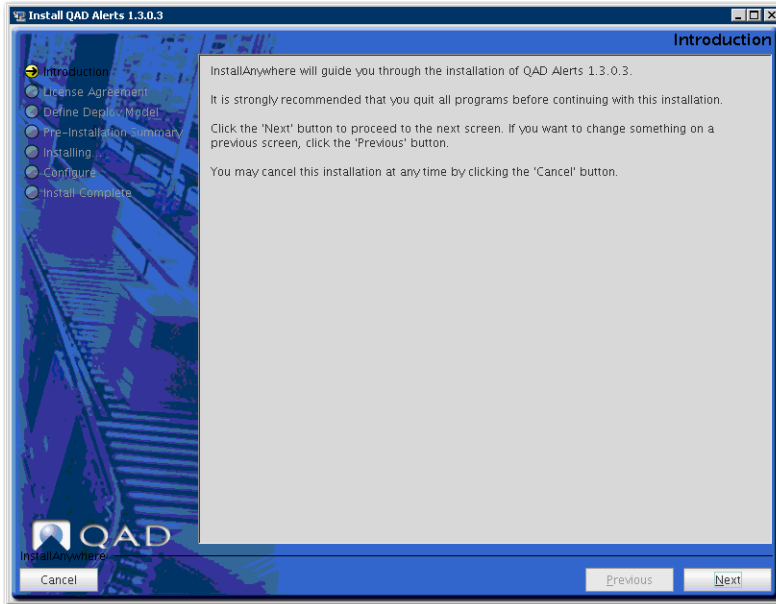 Install QAD Alerts 1.3.0.3
Introduction
Introduction
License Agreement
Define Deploy Model
Pre-Installation Summary
Installing...
Configure
Install Complete
InstallAnywhere will guide you through the installation of QAD Alerts 1.3.0.3.
It is strongly recommended that you quit all programs before continuing with this installation.
Click the 'Next' button to proceed to the next screen. If you want to change something on a
previous screen, click the 'Previous' button.
You may cancel this installation at any time by clicking the 'Cancel' button.
QAD
InstallAnywhere
Cancel
Previous
Next